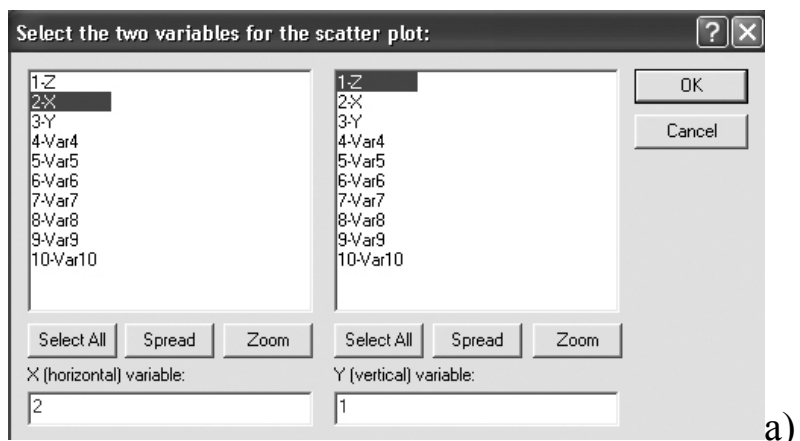 Select the two variables for the scatter plot:
1-Z
2-X
3-Y
4-Var4
5-Var5
6-Var6
7-Var7
8-Var8
9-Var9
10-Var10
1-Z
2-X
3-Y
4-Var4
5-Var5
6-Var6
7-Var7
8-Var8
9-Var9
10-Var10
OK
Cancel
Select All Spread Zoom
Select All Spread Zoom
X (horizontal) variable:
2
Y (vertical) variable:
1
a)